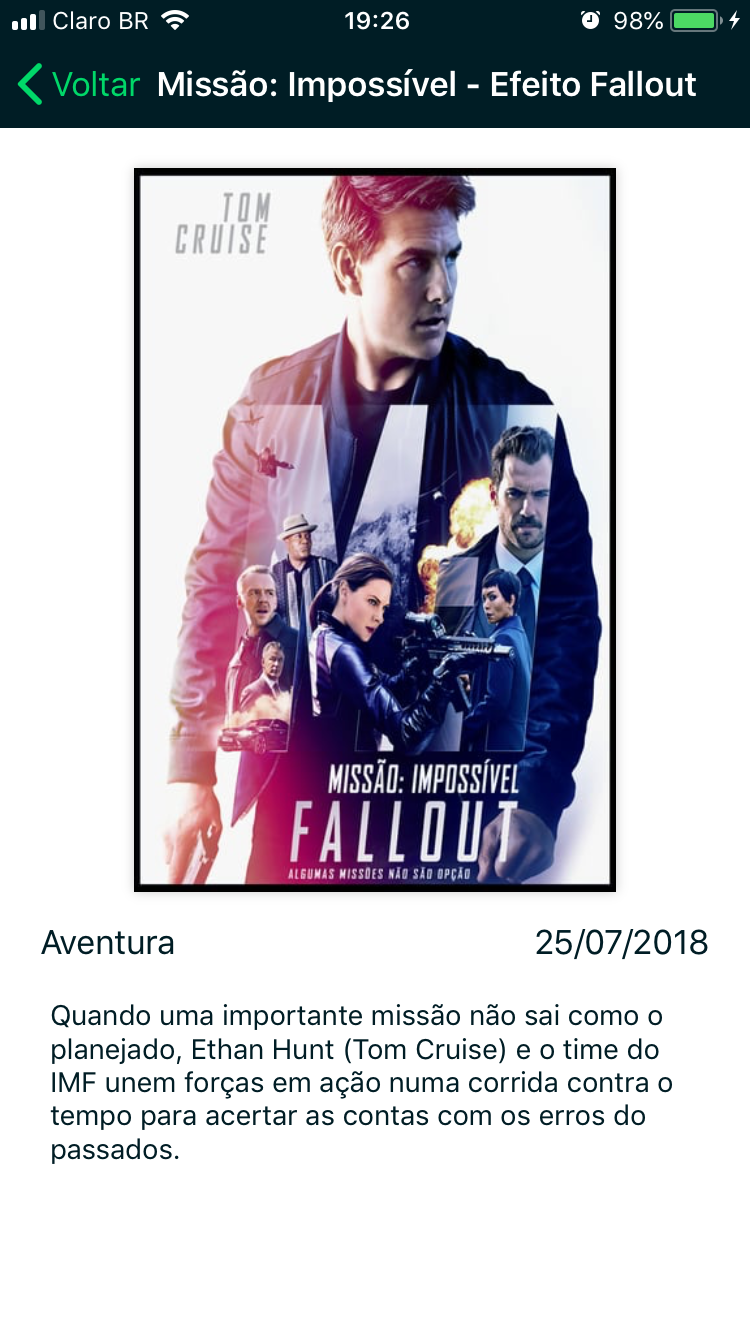 Claro BR 19:26 98%
Voltar Missão: Impossível - Efeito Fallout
TOM
CRUISE
MISSÃO: IMPOSSÍVEL
FALLOUT
ALGUMAS MISSÕES NÃO SÃO OPÇÃO
Aventura 25/07/2018
Quando uma importante missão não sai como o
planejado, Ethan Hunt (Tom Cruise) e o time do
IMF unem forças em ação numa corrida contra o
tempo para acertar as contas com os erros do
passados.